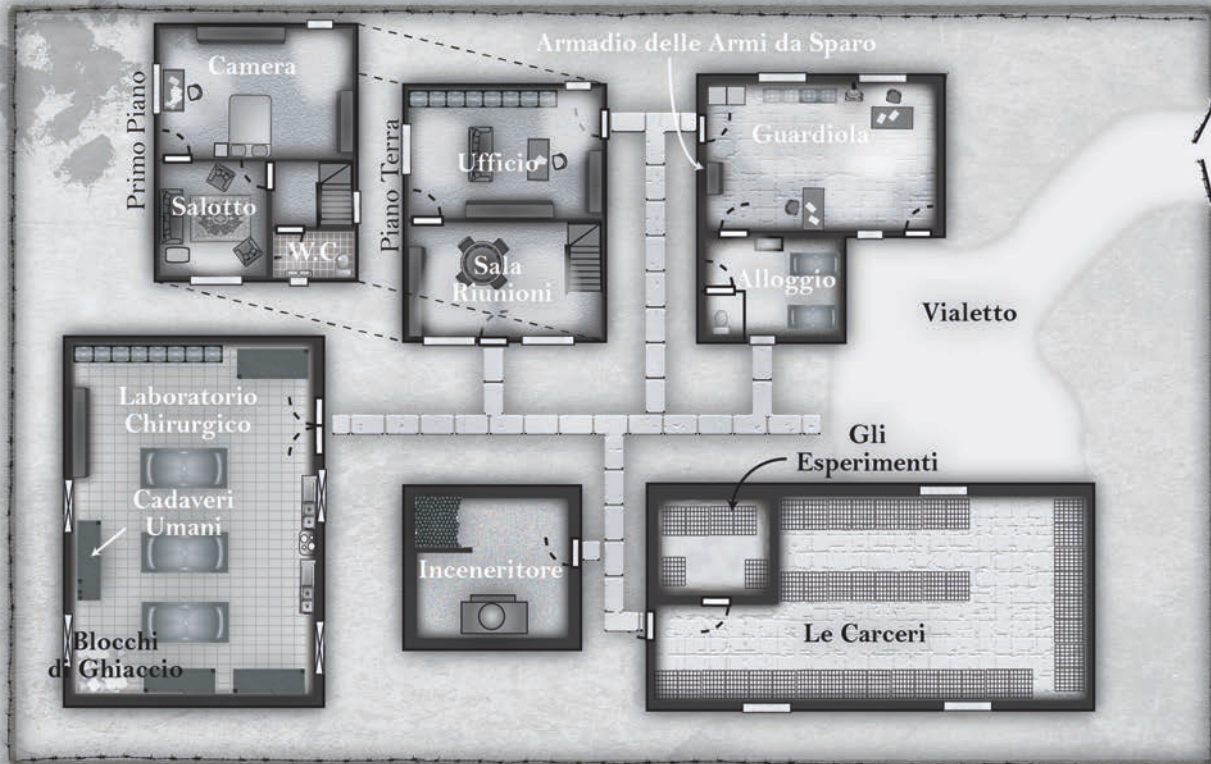 Armadio delle Armi da Sparo
Primo Piano
Camera
Salotto
W.C.
Piano Terra
Ufficio
Sala
Riunioni
Guardiola
Alloggio
Vialetto
Laboratorio
Chirurgico
Cadaveri
Umani
Blocchi
di Ghiaccio
Inceneritore
Gli
Esperimenti
Le Carceri